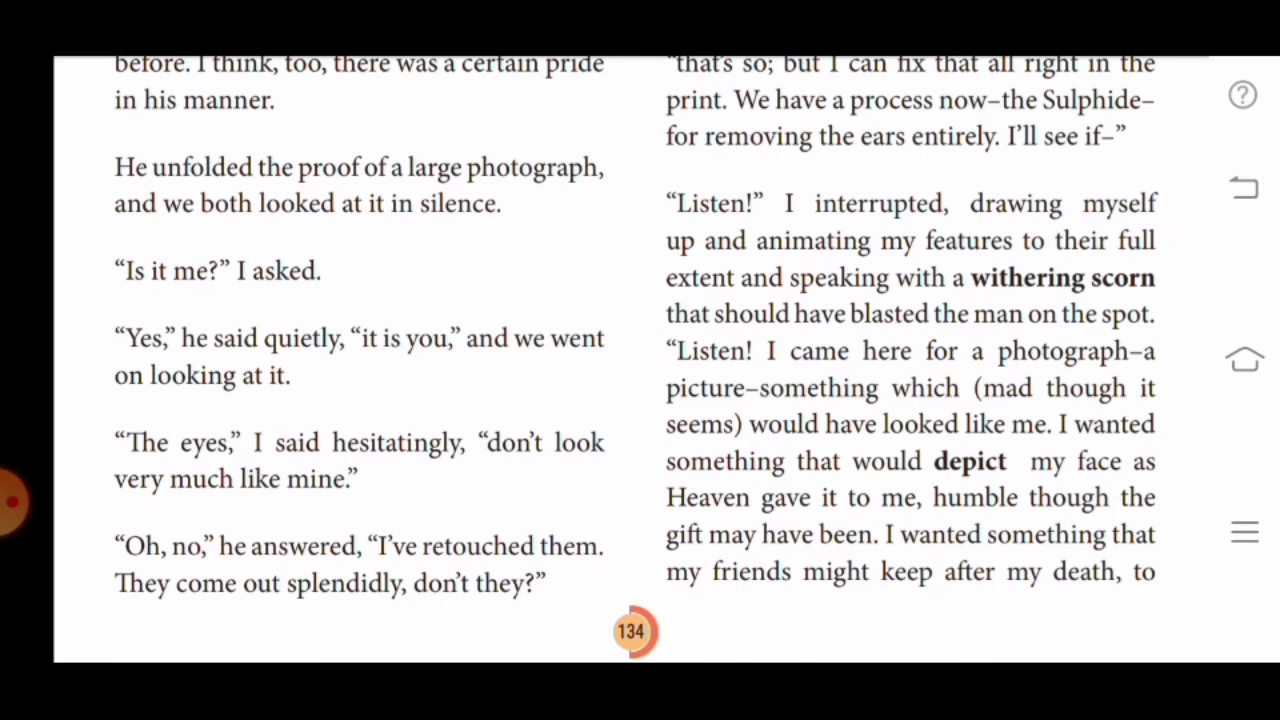 before. I think, too, there was a certain pride
in his manner.
He unfolded the proof of a large photograph,
and we both looked at it in silence.
“Is it me?” I asked.
“Yes,” he said quietly, “it is you,” and we went
on looking at it.
“The eyes,” I said hesitatingly, “don’t look
very much like mine.”
“Oh, no,” he answered, “I’ve retouched them.
They come out splendidly, don’t they?”
“that’s so; but I can fix that all right in the
print. We have a process now–the Sulphide–
for removing the ears entirely. I’ll see if–”
“Listen!” I interrupted, drawing myself
up and animating my features to their full
extent and speaking with a withering scorn
that should have blasted the man on the spot.
“Listen! I came here for a photograph–a
picture–something which (mad though it
seems) would have looked like me. I wanted
something that would depict my face as
Heaven gave it to me, humble though the
gift may have been. I wanted something that
my friends might keep after my death, to
134